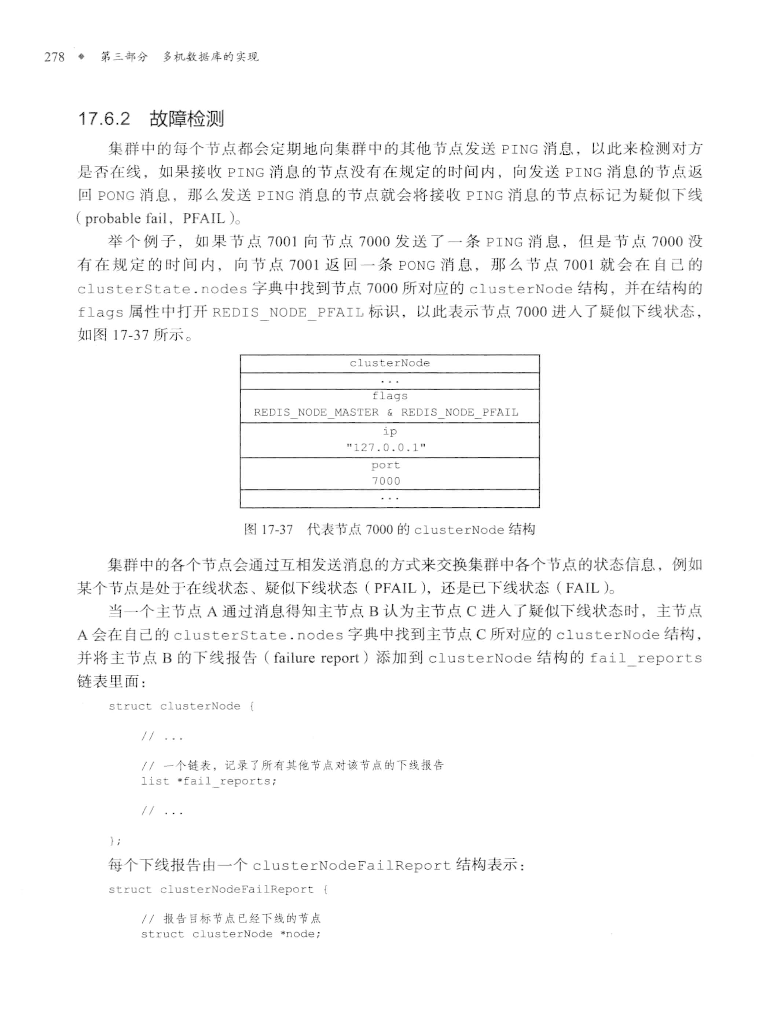 278 ◆ 第三部分 多机数据库的实现
17.6.2 故障检测
集群中的每个节点都会定期地向集群中的其他节点发送 PING 消息，以此来检测对方
是否在线，如果接收 PING 消息的节点没有在规定的时间内，向发送 PING 消息的节点返
回 PONG 消息，那么发送 PING 消息的节点就会将接收 PING 消息的节点标记为疑似下线
（probable fail，PFAIL）。
举个例子，如果节点 7001 向节点 7000 发送了一条 PING 消息，但是节点 7000 没
有在规定的时间内，向节点 7001 返回一条 PONG 消息，那么节点 7001 就会在自己的
clusterState.nodes 字典中找到节点 7000 所对应的 clusterNode 结构，并在结构的
flags 属性中打开 REDIS_NODE_PFAIL 标识，以此表示节点 7000 进入了疑似下线状态，
如图 17-37 所示。
clusterNode
...
flags
REDIS_NODE_MASTER & REDIS_NODE_PFAIL
ip
"127.0.0.1"
port
7000
...
图 17-37 代表节点 7000 的 clusterNode 结构
集群中的各个节点会通过互相发送消息的方式来交换集群中各个节点的状态信息，例如
某个节点是处于在线状态、疑似下线状态（PFAIL），还是已下线状态（FAIL）。
当一个主节点 A 通过消息得知主节点 B 认为主节点 C 进入了疑似下线状态时，主节点
A 会在自己的 clusterState.nodes 字典中找到主节点 C 所对应的 clusterNode 结构，
并将主节点 B 的下线报告（failure report）添加到 clusterNode 结构的 fail_reports
链表里面：
struct clusterNode {
// ...
// 一个链表，记录了所有其他节点对该节点的下线报告
list *fail_reports;
// ...
};
每个下线报告由一个 clusterNodeFailReport 结构表示：
struct clusterNodeFailReport {
// 报告目标节点已经下线的节点
struct clusterNode *node;